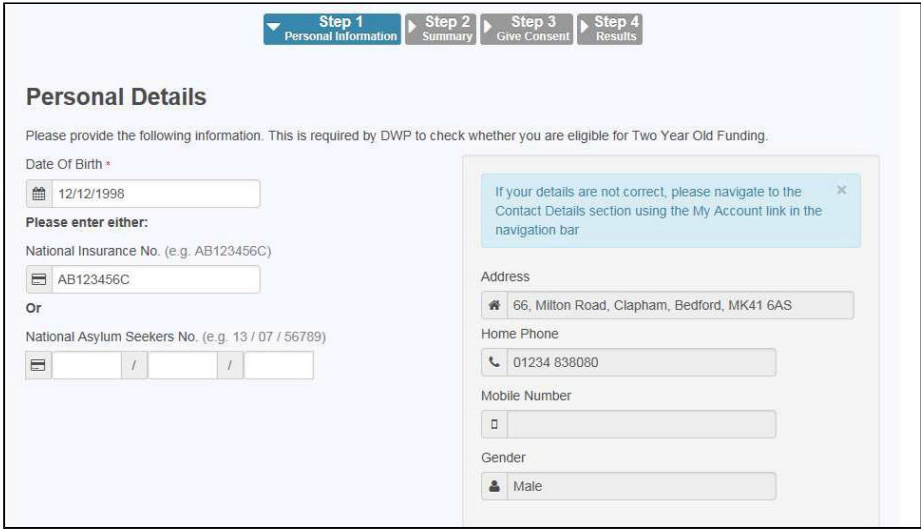 Step 1
Personal Information
Step 2
Summary
Step 3
Give Consent
Step 4
Results
Personal Details
Please provide the following information. This is required by DWP to check whether you are eligible for Two Year Old Funding.
Date Of Birth *
12/12/1998
Please enter either:
National Insurance No. (e.g. AB123456C)
AB123456C
Or
National Asylum Seekers No. (e.g. 13 / 07 / 56789)
/ /
If your details are not correct, please navigate to the
Contact Details section using the My Account link in the
navigation bar
×
Address
66, Milton Road, Clapham, Bedford, MK41 6AS
Home Phone
01234 838080
Mobile Number
Gender
Male